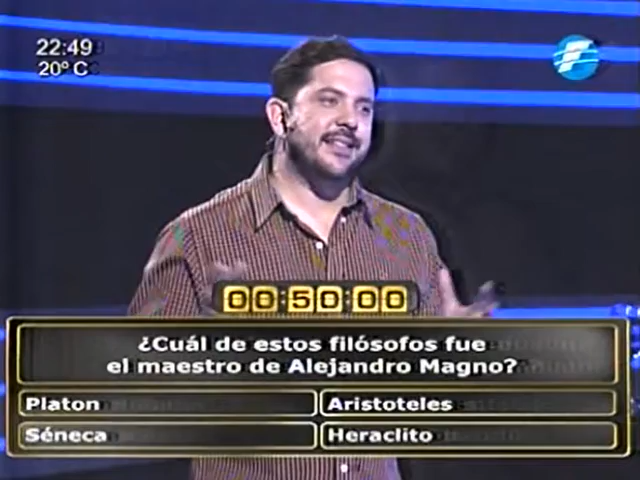 22:49
20º C
00:50:00
¿Cuál de estos filósofos fue
el maestro de Alejandro Magno?
Platon
Aristoteles
Séneca
Heraclito